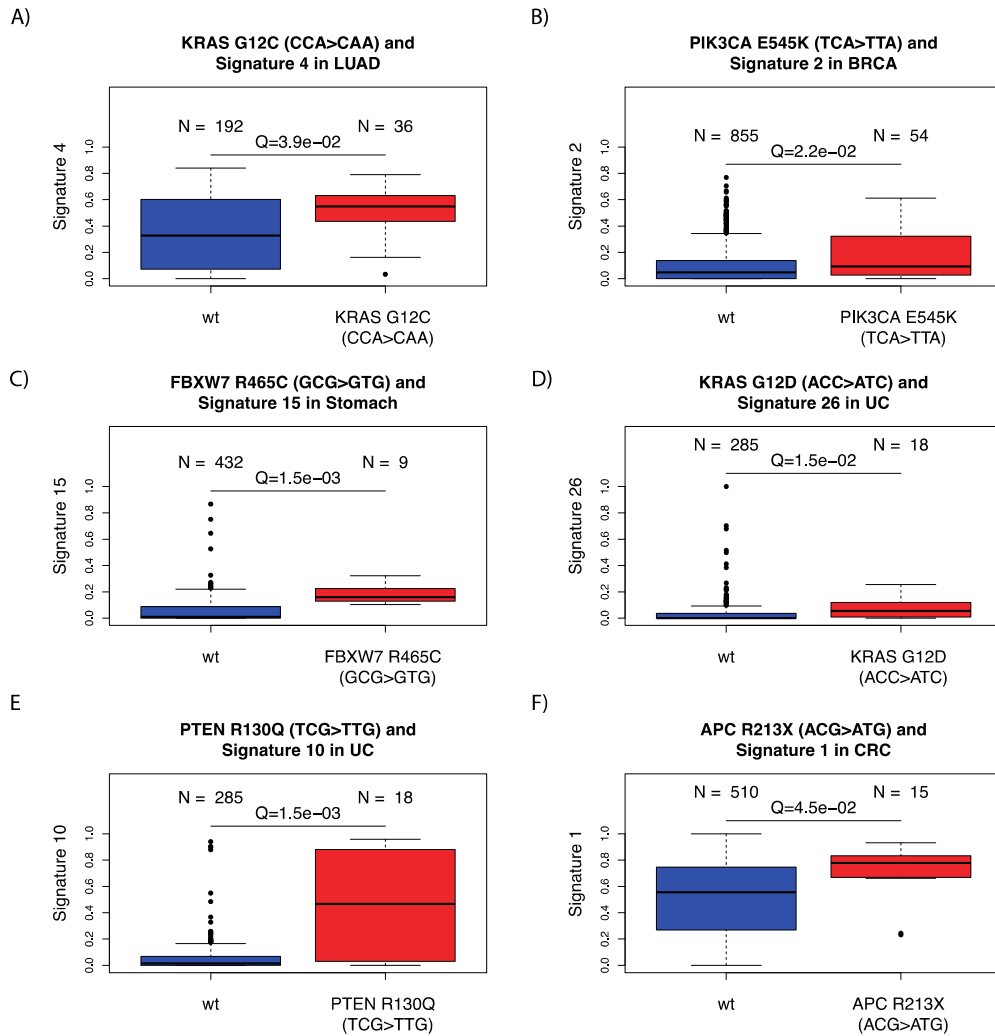 A)
KRAS G12C (CCA>CAA) and
Signature 4 in LUAD
N = 192
N = 36
Q=3.9e-02
Signature 4
0.0 0.2 0.4 0.6 0.8 1.0
wt
KRAS G12C
(CCA>CAA)
B)
PIK3CA E545K (TCA>TTA) and
Signature 2 in BRCA
N = 855
N = 54
Q=2.2e-02
Signature 2
0.0 0.2 0.4 0.6 0.8 1.0
wt
PIK3CA E545K
(TCA>TTA)
C)
FBXW7 R465C (GCG>GTG) and
Signature 15 in Stomach
N = 432
N = 9
Q=1.5e-03
Signature 15
0.0 0.2 0.4 0.6 0.8 1.0
wt
FBXW7 R465C
(GCG>GTG)
D)
KRAS G12D (ACC>ATC) and
Signature 26 in UC
N = 285
N = 18
Q=1.5e-02
Signature 26
0.0 0.2 0.4 0.6 0.8 1.0
wt
KRAS G12D
(ACC>ATC)
E
PTEN R130Q (TCG>TTG) and
Signature 10 in UC
N = 285
N = 18
Q=1.5e-03
Signature 10
0.0 0.2 0.4 0.6 0.8 1.0
wt
PTEN R130Q
(TCG>TTG)
F)
APC R213X (ACG>ATG) and
Signature 1 in CRC
N = 510
N = 15
Q=4.5e-02
Signature 1
0.0 0.2 0.4 0.6 0.8 1.0
wt
APC R213X
(ACG>ATG)